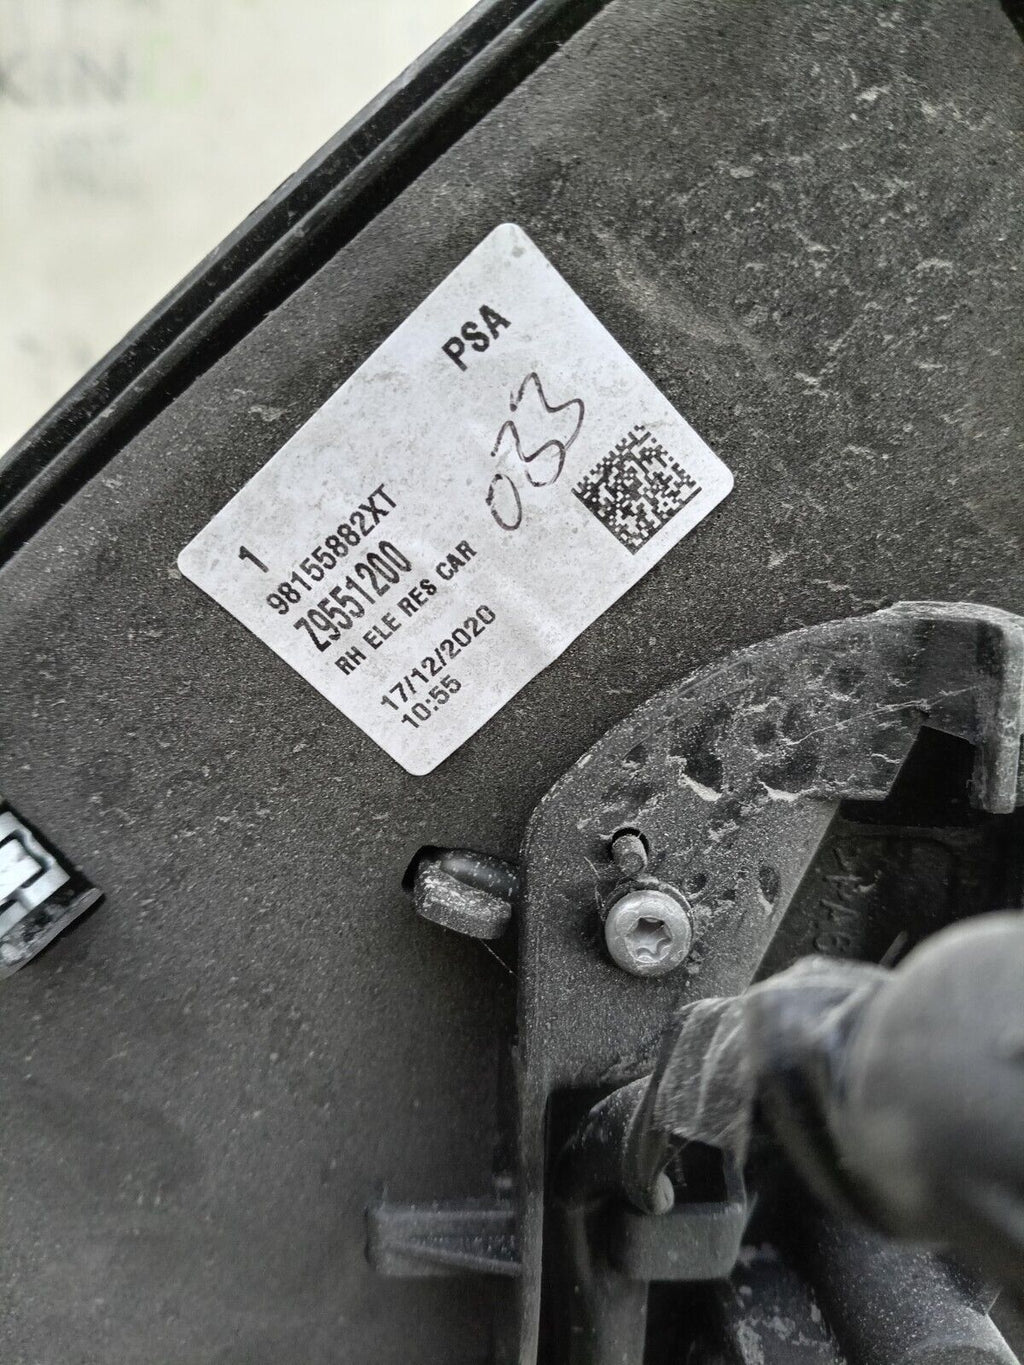 PSA
033
1
98155882XT
Z9551200
RH ELE RES CAR
17/12/2020
10:55